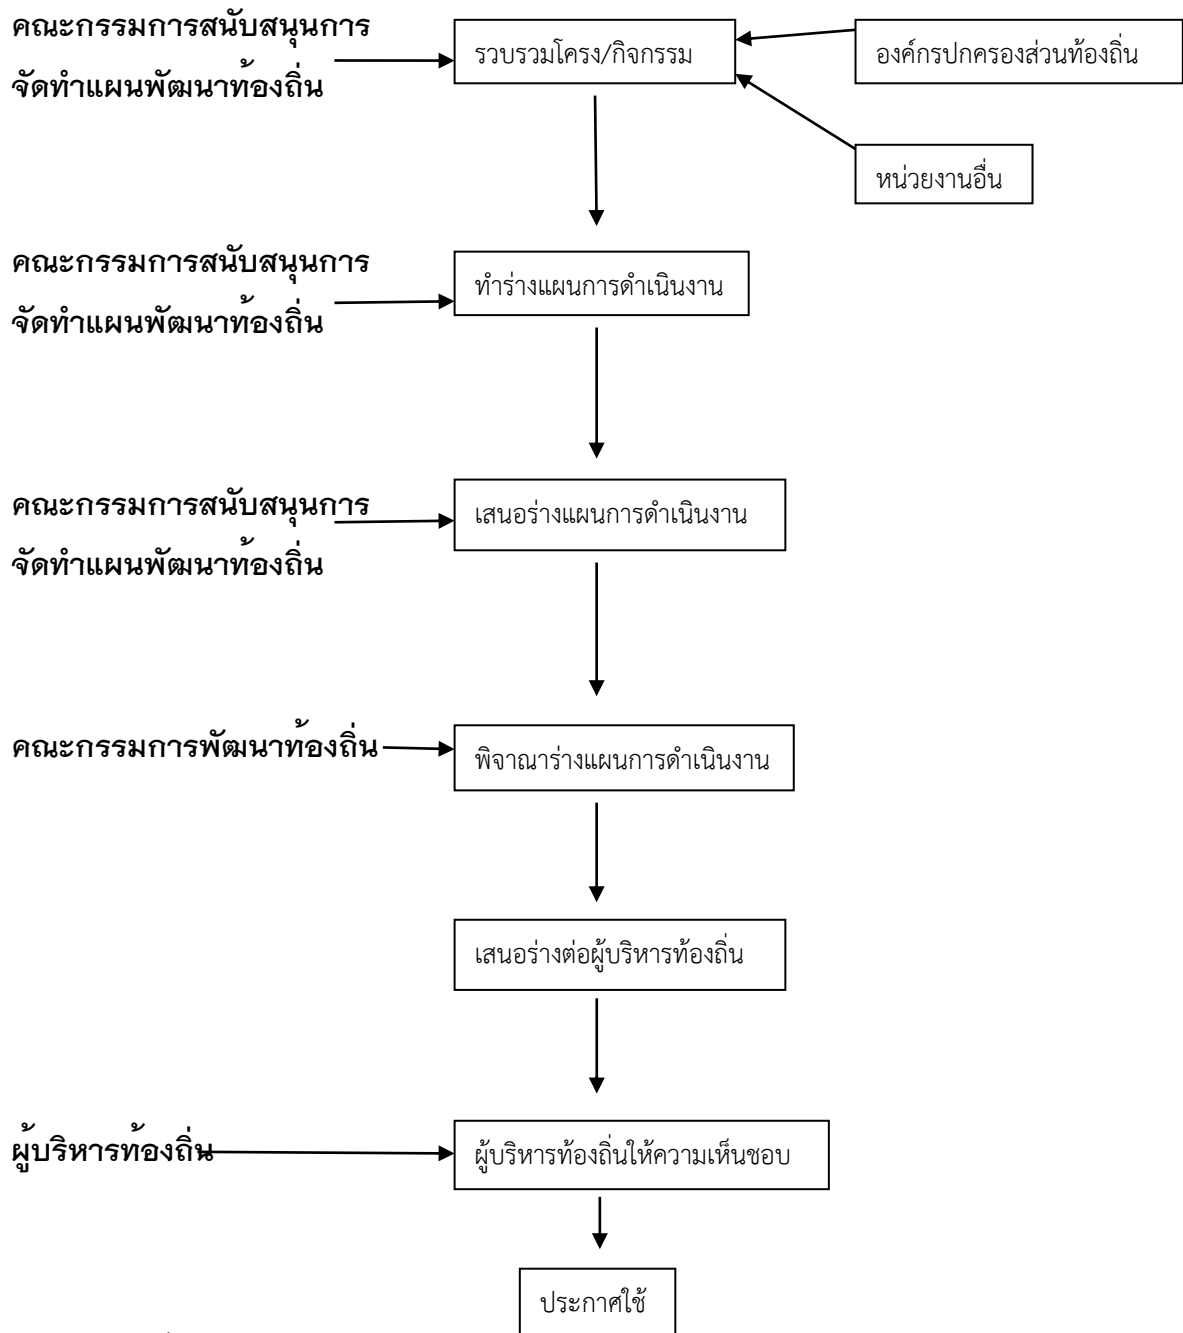 คณะกรรมการสนับสนุนการ
จัดทำแผนพัฒนาท้องถิ่น
รวบรวมโครง/กิจกรรม
องค์กรปกครองส่วนท้องถิ่น
หน่วยงานอื่น
คณะกรรมการสนับสนุนการ
จัดทำแผนพัฒนาท้องถิ่น
ทำร่างแผนการดำเนินงาน
คณะกรรมการสนับสนุนการ
จัดทำแผนพัฒนาท้องถิ่น
เสนอร่างแผนการดำเนินงาน
คณะกรรมการพัฒนาท้องถิ่น
พิจาณาร่างแผนการดำเนินงาน
เสนอร่างต่อผู้บริหารท้องถิ่น
ผู้บริหารท้องถิ่น
ผู้บริหารท้องถิ่นให้ความเห็นชอบ
ประกาศใช้